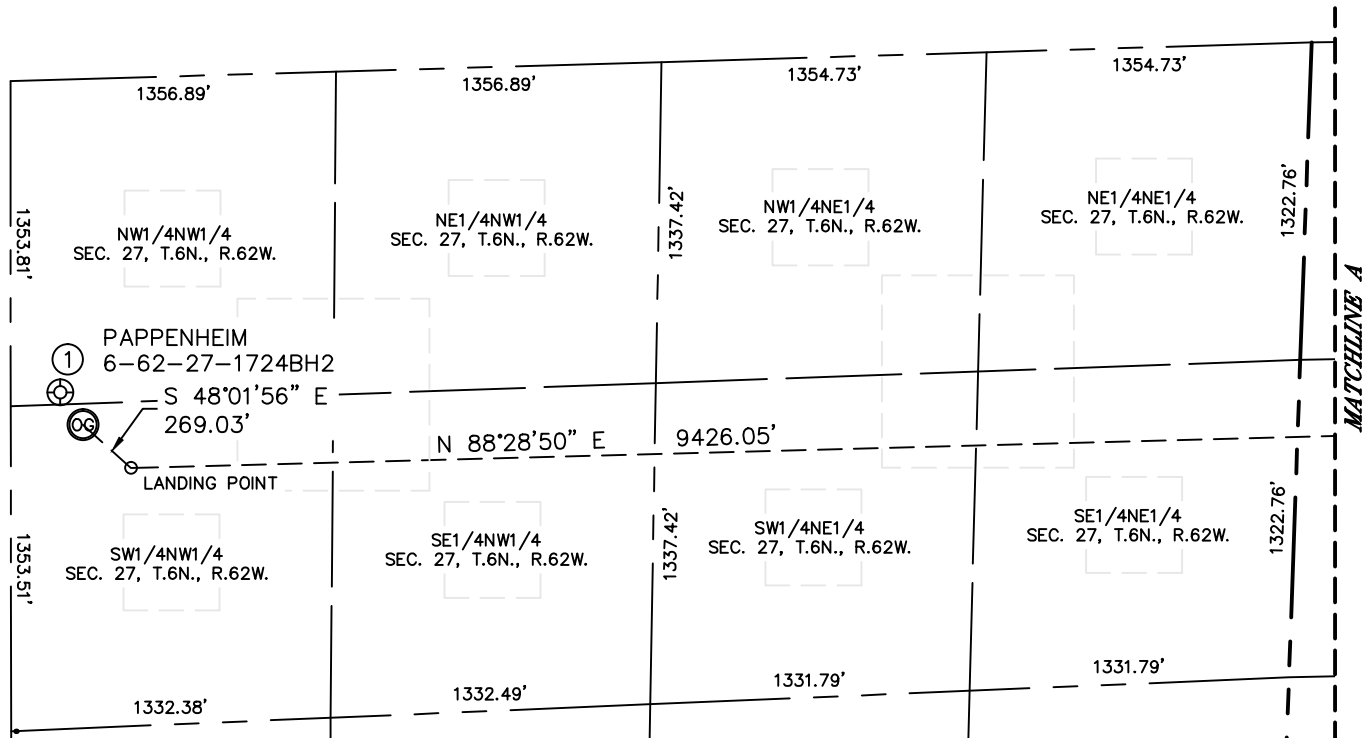 1356.89'
1356.89'
1354.73'
1354.73'
1353.81'
NW1/4NW1/4
SEC. 27, T.6N., R.62W.
NE1/4NW1/4
SEC. 27, T.6N., R.62W.
1337.42'
NW1/4NE1/4
SEC. 27, T.6N., R.62W.
NE1/4NE1/4
SEC. 27, T.6N., R.62W.
1322.76'
MATCHLINE A
1
PAPPENHEIM
6-62-27-1724BH2
S 48°01'56" E
269.03'
OG
N 88°28'50" E 9426.05'
LANDING POINT
1353.51'
SW1/4NW1/4
SEC. 27, T.6N., R.62W.
SE1/4NW1/4
SEC. 27, T.6N., R.62W.
1337.42'
SW1/4NE1/4
SEC. 27, T.6N., R.62W.
SE1/4NE1/4
SEC. 27, T.6N., R.62W.
1322.76'
1332.38'
1332.49'
1331.79'
1331.79'